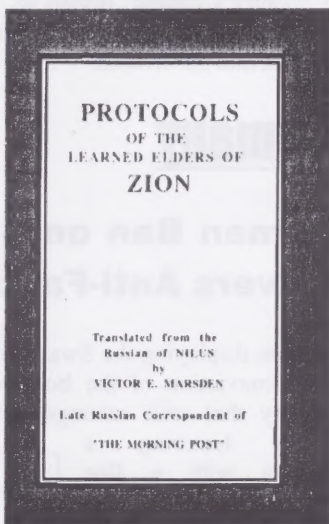 PROTOCOLS
OF THE
LEARNED ELDERS OF
ZION
Translated from the
Russian of NILUS
by
VICTOR E. MARSDEN
Late Russian Correspondent of
"THE MORNING POST"